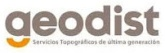 geodist
Servicios Topográficos de última generación